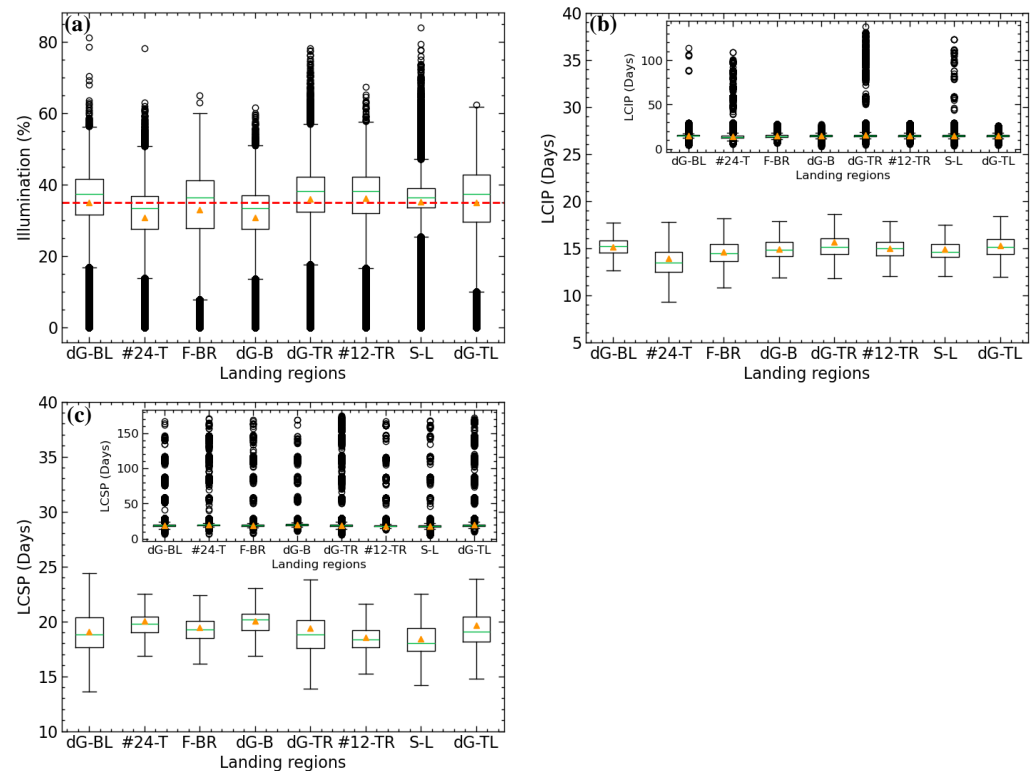 (a)
Illumination (%)
80
60
40
20
0
dG-BL #24-T F-BR dG-B dG-TR #12-TR S-L dG-TL
Landing regions
(b)
LCIP (Days)
40
35
30
25
20
15
10
5
dG-BL #24-T F-BR dG-B dG-TR #12-TR S-L dG-TL
Landing regions
LCIP (Days)
100
50
0
dG-BL #24-T F-BR dG-B dG-TR #12-TR S-L dG-TL
Landing regions
(c)
LCSP (Days)
40
35
30
25
20
15
10
dG-BL #24-T F-BR dG-B dG-TR #12-TR S-L dG-TL
Landing regions
LCSP (Days)
150
100
50
0
dG-BL #24-T F-BR dG-B dG-TR #12-TR S-L dG-TL
Landing regions